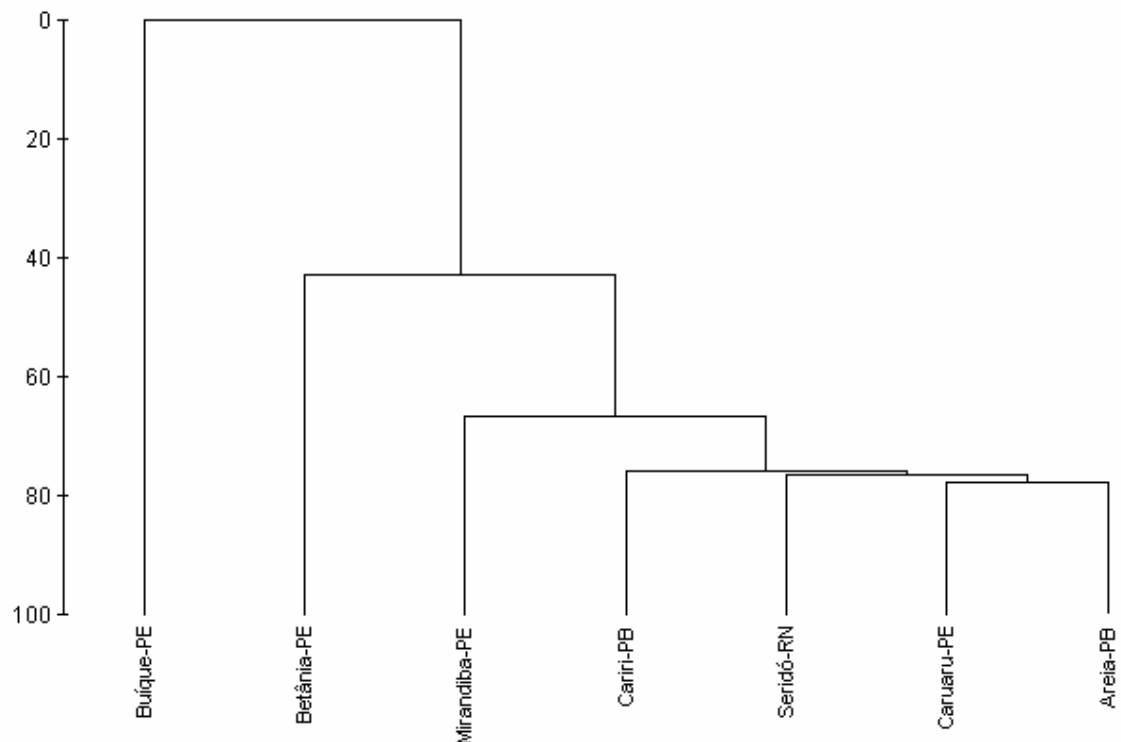 0
20
40
60
80
100
Buíque-PE
Betânia-PE
Mirandiba-PE
Cariri-PB
Seridó-RN
Caruaru-PE
Areia-PB